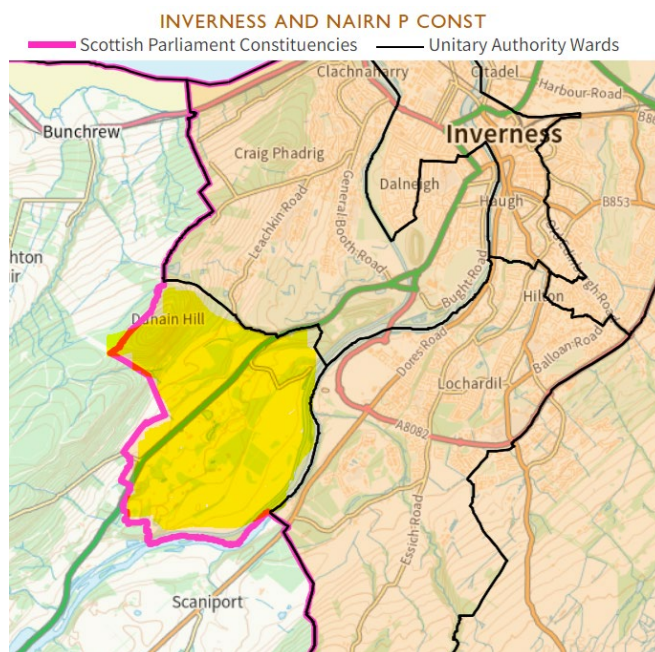 INVERNESS AND NAIRN P CONST
Scottish Parliament Constituencies
Unitary Authority Wards
Clachnaharry
Citadel
Harbour-Road
Bunchrew
Inverness
Craig Phadrig
Dalneigh
Haugh
B853
Leachkin Road
General Booth-Road
Bught-Road
Hilton
Dunain Hill
Dores Road
Balloan-Road
Lochardil
A8082
Essich Road
Scaniport